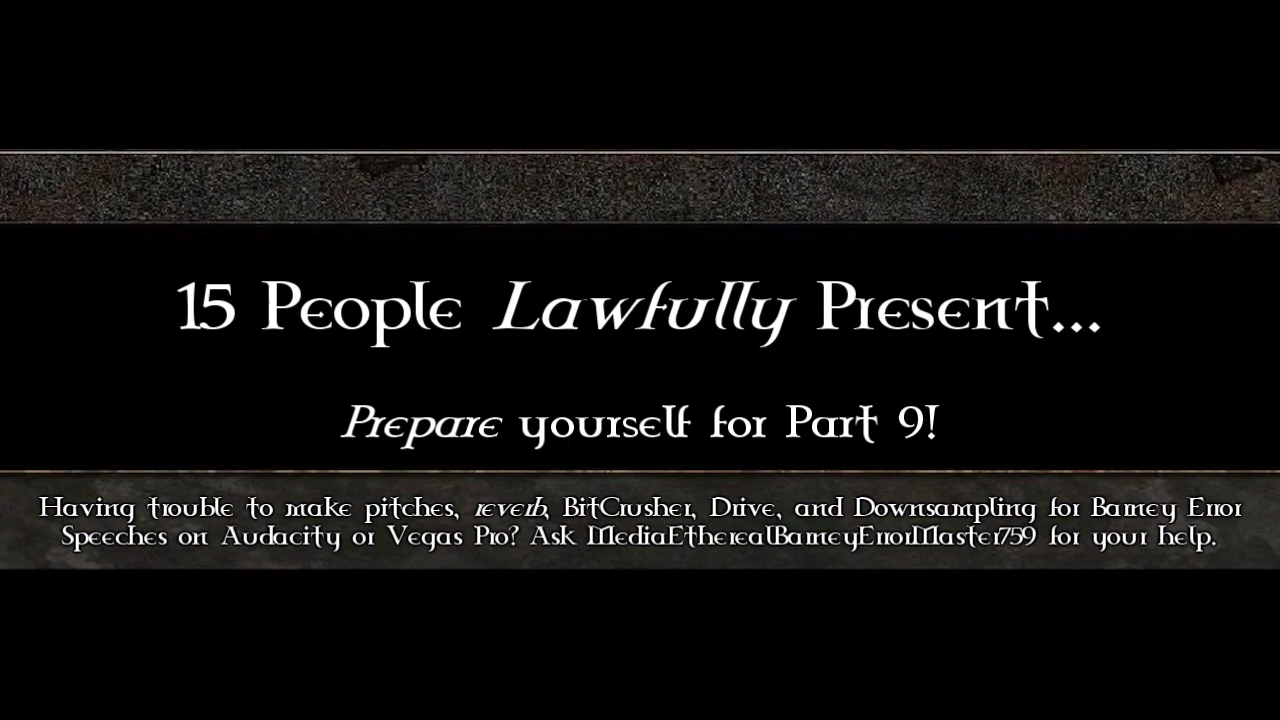 15 People Lawfully Present...
Prepare yourself for Part 9!
Having trouble to make pitches, reverb, BitCrusher, Drive, and Downsampling for Barney Error
Speeches on Audacity or Vegas Pro? Ask MediaEtherealBarneyErrorMaster759 for your help.